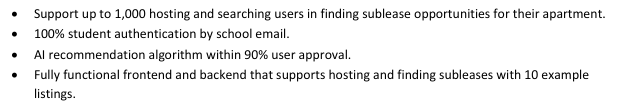 • Support up to 1,000 hosting and searching users in finding sublease opportunities for their apartment.
• 100% student authentication by school email.
• AI recommendation algorithm within 90% user approval.
• Fully functional frontend and backend that supports hosting and finding subleases with 10 example
listings.